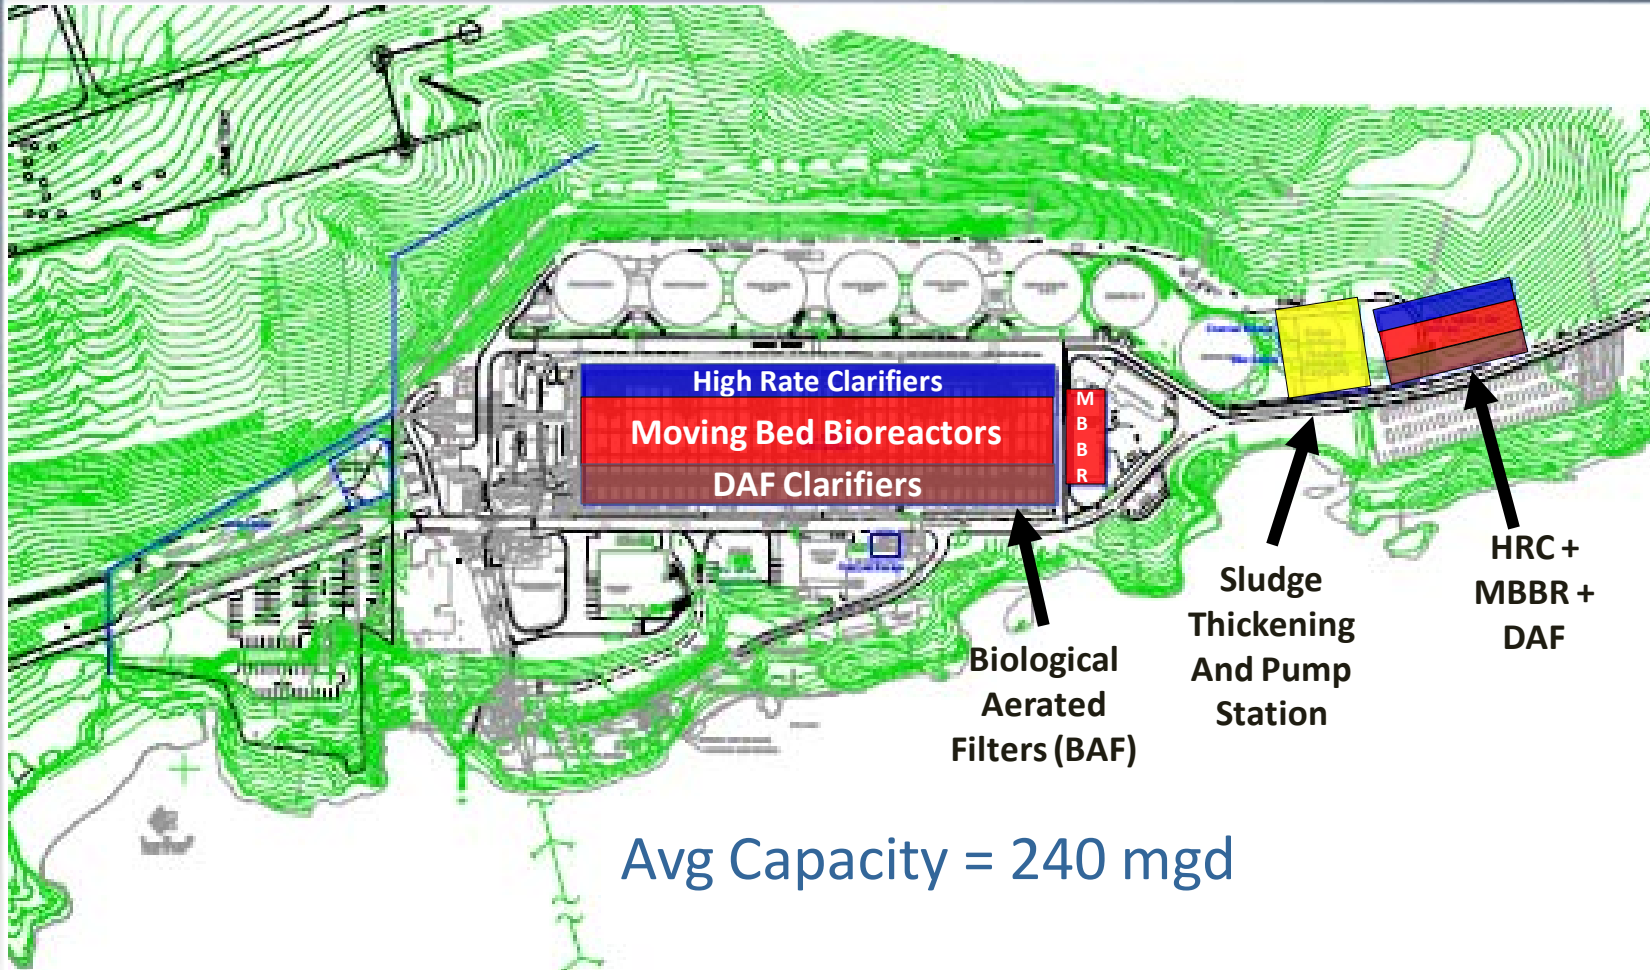 High Rate Clarifiers
Moving Bed Bioreactors
DAF Clarifiers
M
B
B
R
Biological
Aerated
Filters (BAF)
Sludge
Thickening
And Pump
Station
HRC +
MBBR +
DAF
Avg Capacity = 240 mgd